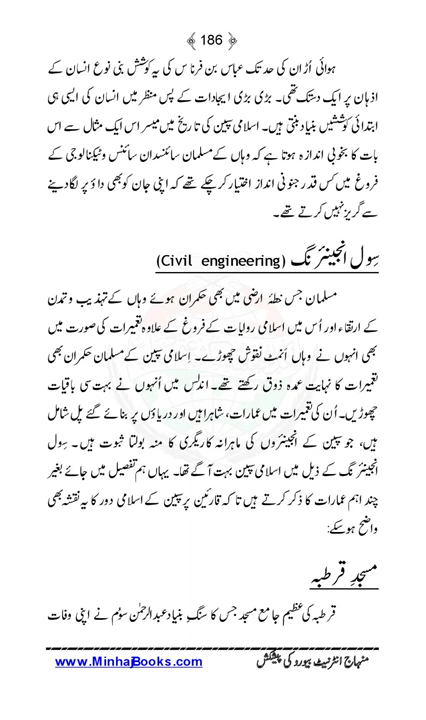 ﴿ 186 ﴾
ہوائی اُڑان کی حد تک عباس بن فرناس کی یہ کوشش بنی نوع انسان کے
اذہان پر ایک دستک تھی۔ بڑی بڑی ایجادات کے پس منظر میں انسان کی ایسی ہی
ابتدائی کوششیں بنیاد بنتی ہیں۔ اسلامی سپین کی تاریخ میں میسر اس ایک مثال سے اس
بات کا بخوبی اندازہ ہوتا ہے کہ وہاں کے مسلمان سائنسدان سائنس وٹیکنالوجی کے
فروغ میں کس قدر جنونی انداز اختیار کر چکے تھے کہ اپنی جان کو بھی داؤ پر لگا دینے
سے گریز نہیں کرتے تھے۔
سِول انجینئرنگ (Civil engineering)
مسلمان جس خطۂ ارضی میں بھی حکمران ہوئے وہاں کے تہذیب وتمدن
کے ارتقاء اور اُس میں اسلامی روایات کے فروغ کے علاوہ تعمیرات کی صورت میں
بھی انہوں نے وہاں اَنمٹ نقوش چھوڑے۔ اِسلامی سپین کے مسلمان حکمران بھی
تعمیرات کا نہایت عمدہ ذوق رکھتے تھے۔ اندلس میں اُنہوں نے بہت سی باقیات
چھوڑیں۔ اُن کی تعمیرات میں عمارات، شاہراہیں اور دریاؤں پر بنائے گئے پل شامل
ہیں، جو سپین کے انجینئروں کی ماہرانہ کاریگری کا منہ بولتا ثبوت ہیں۔ سِول
انجینئرنگ کے ذیل میں اسلامی سپین بہت آگے تھا۔ یہاں ہم تفصیل میں جائے بغیر
چند اہم عمارات کا ذکر کرتے ہیں تاکہ قارئین پر سپین کے اسلامی دور کا یہ نقشہ بھی
واضح ہوسکے:
مسجدِ قرطبہ
قرطبہ کی عظیم جامع مسجد جس کا سنگِ بنیاد عبدالرحمٰن سوُم نے اپنی وفات
منہاج انٹرنیٹ بیورو کی پیشکش www.MinhajBooks.com